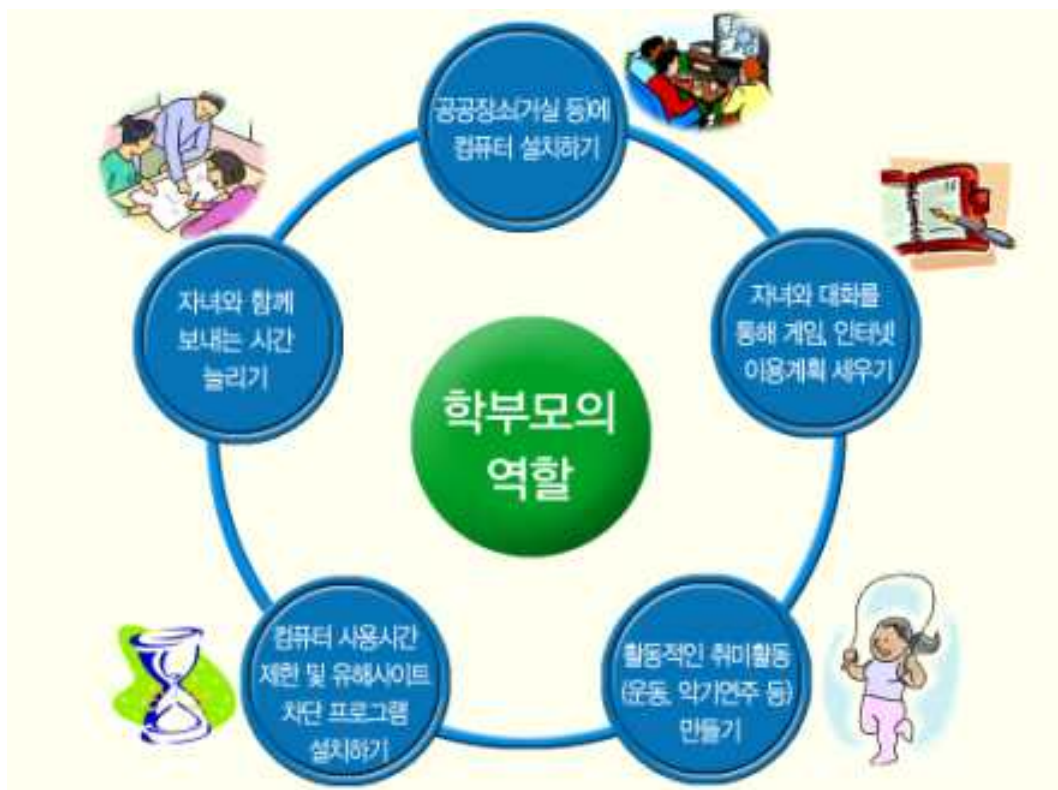 공공장소(거실 등)에
컴퓨터 설치하기
자녀와 대화를
통해 게임, 인터넷
이용계획 세우기
활동적인 취미활동
(운동, 악기연주 등)
만들기
컴퓨터 사용시간
제한 및 유해사이트
차단 프로그램
설치하기
자녀와 함께
보내는 시간
늘리기
학부모의
역할